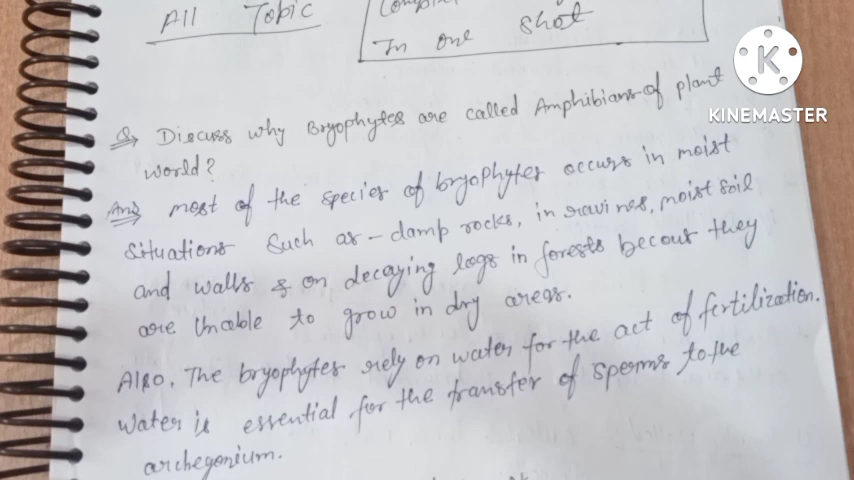 All Topic
In one Shot
K
KINEMASTER
Q⇒ Discuss why Bryophytes are called Amphibians of plant
world?
Ans⇒ most of the species of bryophytes occurs in moist
situations such as - damp rocks, in ravines, moist soil
and walls & on decaying logs in forests becous they
are unable to grow in dry areas.
Also, The bryophytes rely on water for the act of fertilization.
Water is essential for the transfer of sperms to the
archegonium.